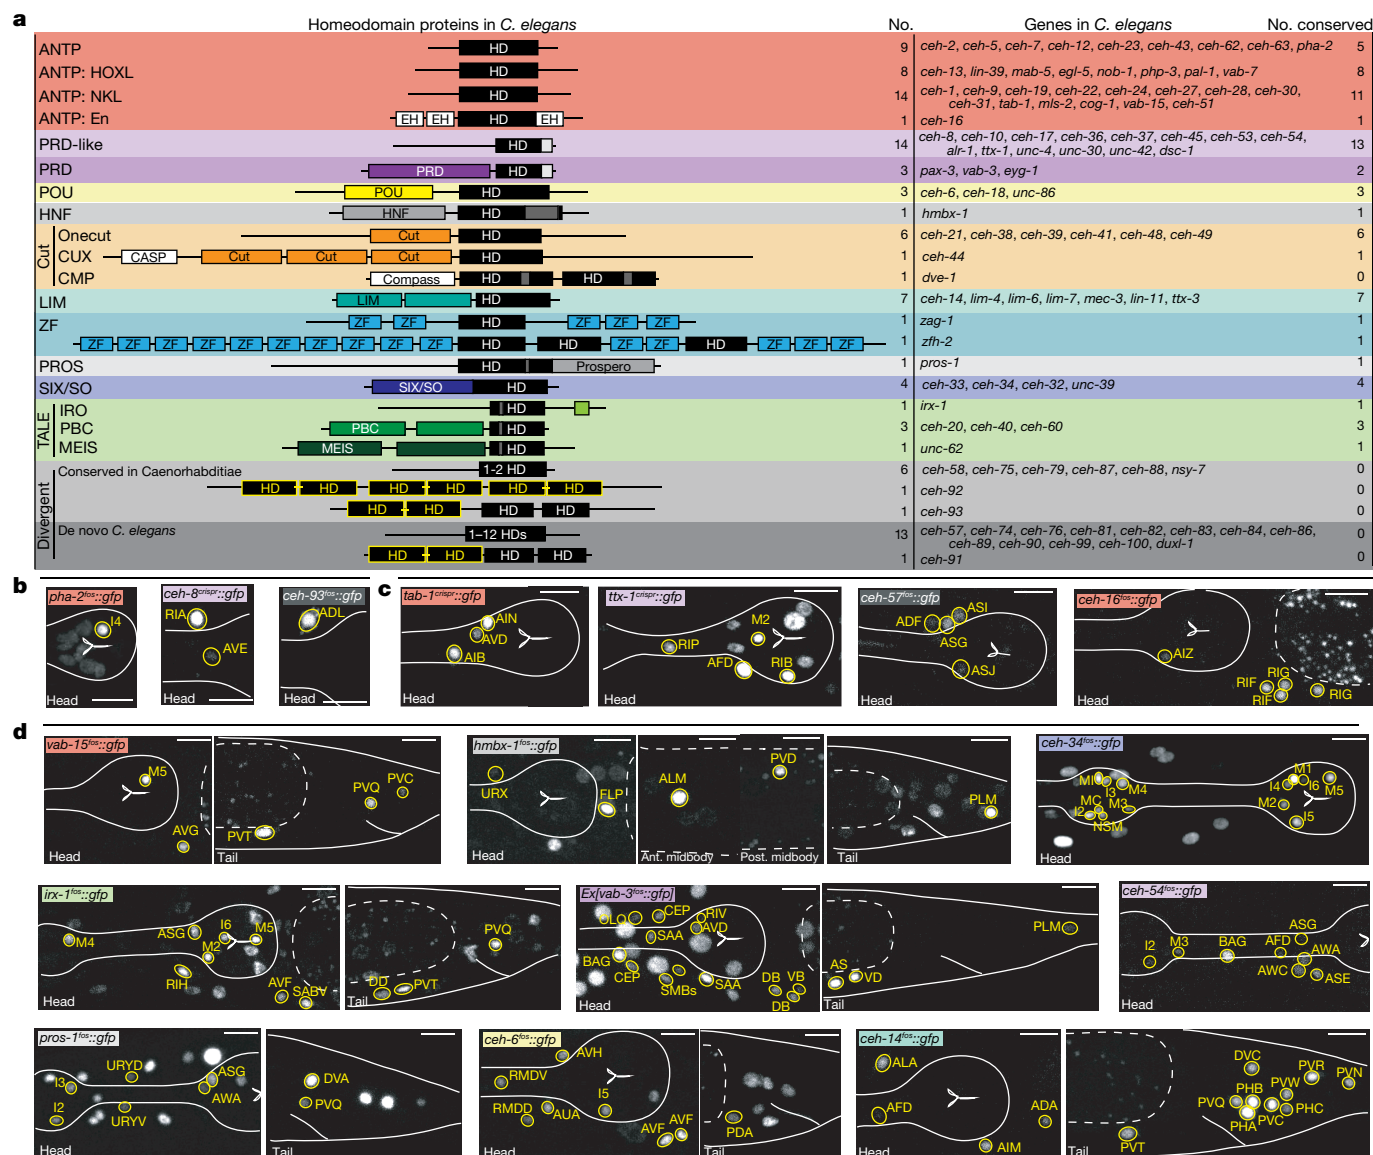 a
Homeodomain proteins in C. elegans No. Genes in C. elegans No. conserved
ANTP HD 9 ceh-2, ceh-5, ceh-7, ceh-12, ceh-23, ceh-43, ceh-62, ceh-63, pha-2 5
ANTP: HOXL HD 8 ceh-13, lin-39, mab-5, egl-5, nob-1, php-3, pal-1, vab-7 8
ANTP: NKL HD 14 ceh-1, ceh-9, ceh-19, ceh-22, ceh-24, ceh-27, ceh-28, ceh-30, 11
ceh-31, tab-1, mls-2, cog-1, vab-15, ceh-51
ANTP: En EH EH HD EH 1 ceh-16 1
PRD-like HD 14 ceh-8, ceh-10, ceh-17, ceh-36, ceh-37, ceh-45, ceh-53, ceh-54, 13
alr-1, ttx-1, unc-4, unc-30, unc-42, dsc-1
PRD PRD HD 3 pax-3, vab-3, eyg-1 2
POU POU HD 3 ceh-6, ceh-18, unc-86 3
HNF HNF HD 1 hmbx-1 1
Cut
Onecut Cut HD 6 ceh-21, ceh-38, ceh-39, ceh-41, ceh-48, ceh-49 6
CUX CASP Cut Cut Cut HD 1 ceh-44 1
CMP Compass HD HD 1 dve-1 0
LIM LIM HD 7 ceh-14, lim-4, lim-6, lim-7, mec-3, lin-11, ttx-3 7
ZF ZF ZF HD ZF ZF ZF 1 zag-1 1
ZF ZF ZF ZF ZF ZF ZF ZF ZF ZF HD HD ZF ZF HD ZF ZF ZF 1 zfh-2 1
PROS HD Prospero 1 pros-1 1
SIX/SO SIX/SO HD 4 ceh-33, ceh-34, ceh-32, unc-39 4
TALE
IRO HD 1 irx-1 1
PBC PBC HD 3 ceh-20, ceh-40, ceh-60 3
MEIS MEIS HD 1 unc-62 1
Divergent
Conserved in Caenorhabditiae 1-2 HD 6 ceh-58, ceh-75, ceh-79, ceh-87, ceh-88, nsy-7 0
HD HD HD HD HD HD 1 ceh-92 0
HD HD HD HD 1 ceh-93 0
De novo C. elegans 1–12 HDs 13 ceh-57, ceh-74, ceh-76, ceh-81, ceh-82, ceh-83, ceh-84, ceh-86, 0
ceh-89, ceh-90, ceh-99, ceh-100, duxl-1
HD HD HD HD 1 ceh-91 0
b
pha-2fos::gfp
I4
Head
ceh-8crispr::gfp
RIA
AVE
Head
ceh-93fos::gfp
ADL
Head
c
tab-1crispr::gfp
AIN
AVD
AIB
Head
ttx-1crispr::gfp
M2
RIP
AFD
RIB
Head
ceh-57fos::gfp
ASI
ADF
ASG
ASJ
Head
ceh-16fos::gfp
AIZ
RIF RIG
RIF RIG
Head
d
vab-15fos::gfp
M5
AVG
Head
PVC
PVQ
PVT
Tail
hmbx-1fos::gfp
URX
FLP
Head
ALM
Ant. midbody
PVD
Post. midbody
PLM
Tail
ceh-34fos::gfp
MI
I3
M4
MC
M3
I2
NSM
M1
I4
I6
M5
M2
I5
Head
irx-1fos::gfp
M4
ASG
I6
M5
M2
RIH
AVF
SABV
Head
PVQ
DD
PVT
Tail
Ex[vab-3fos::gfp]
OLQ
CEP
RIV
AVD
SAA
BAG
CEP
SMBs
SAA
DB
VB
DB
Head
PLM
AS
VD
Tail
ceh-54fos::gfp
ASG
I2
M3
BAG
AFD
AWA
AWC
ASE
Head
pros-1fos::gfp
URYD
ASG
I3
AWA
I2
URYV
Head
DVA
PVQ
Tail
ceh-6fos::gfp
AVH
RMDV
I5
RMDD
AUA
AVF
AVF
Head
PDA
Tail
ceh-14fos::gfp
ALA
AFD
ADA
AIM
Head
DVC
PVR
PVN
PHB
PVW
PVQ
PHC
PHA
PVC
PVT
Tail